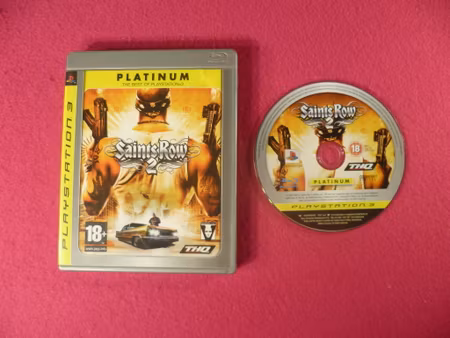 PLATINUM
THE BEST OF PLAYSTATION 3
PLAYSTATION 3
Saints Row
2
18+
THQ
Saints Row
2
18
THQ
PLATINUM
PLAYSTATION 3